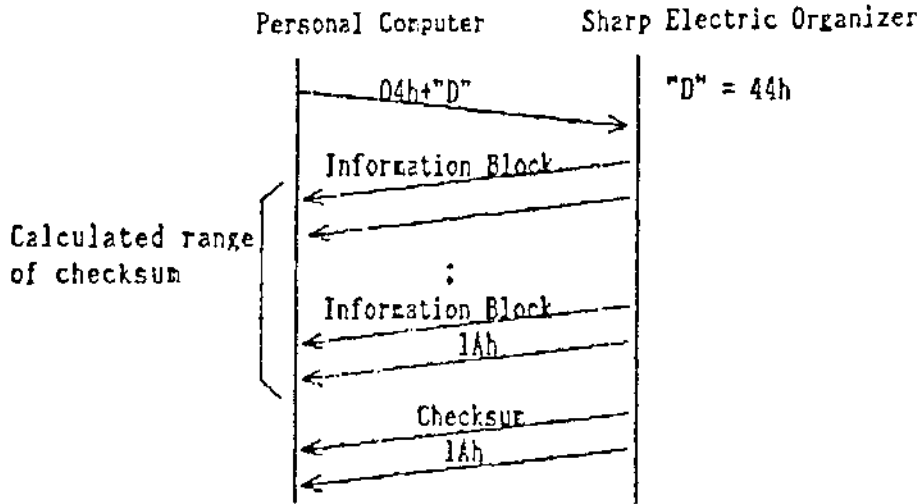 Personal Computer Sharp Electric Organizer
04h+"D" "D" = 44h
Information Block
Calculated range
of checksum
:
Information Block
1Ah
Checksum
1Ah